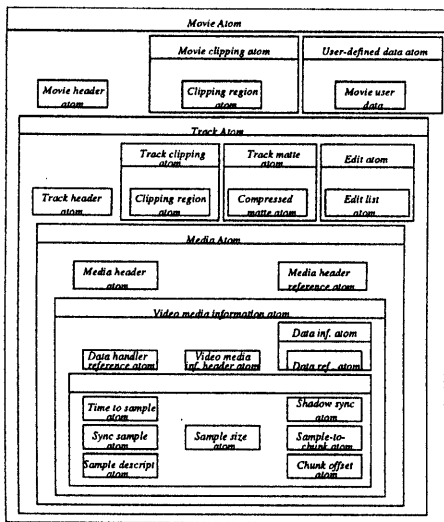 Movie Atom
Movie clipping atom
User-defined data atom
Movie header
atom
Clipping region
atom
Movie user
data
Track Atom
Track clipping
atom
Track matte
atom
Edit atom
Track header
atom
Clipping region
atom
Compressed
matte atom
Edit list
atom
Media Atom
Media header
atom
Media header
reference atom
Video media information atom
Data inf. atom
Data handler
reference atom
Video media
inf. header atom
Data ref. atom
Time to sample
atom
Shadow sync
atom
Sync sample
atom
Sample size
atom
Sample-to-
chunk atom
Sample descript
atom
Chunk offset
atom